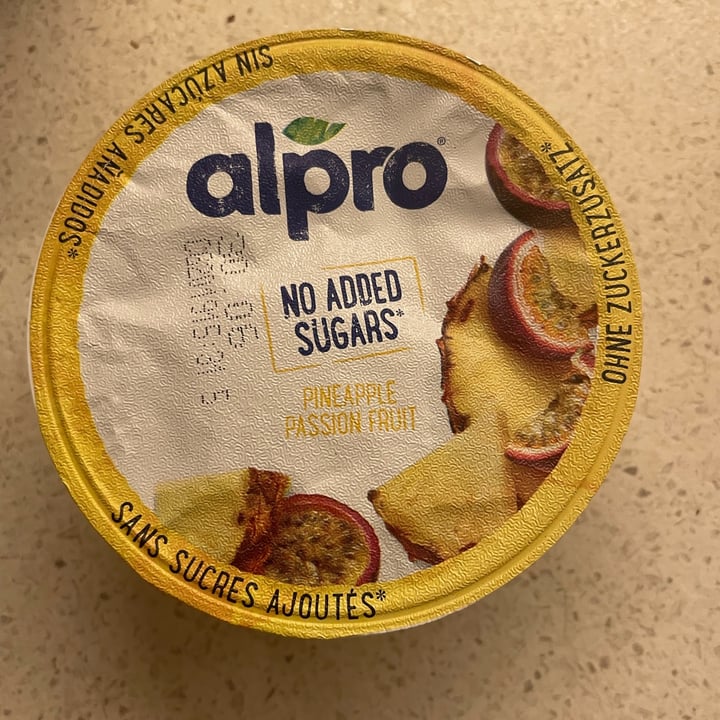 alpro®
NO ADDED
SUGARS*
PINEAPPLE
PASSION FRUIT
SIN AZÚCARES AÑADIDOS*
OHNE ZUCKERZUSATZ*
SANS SUCRES AJOUTÉS*